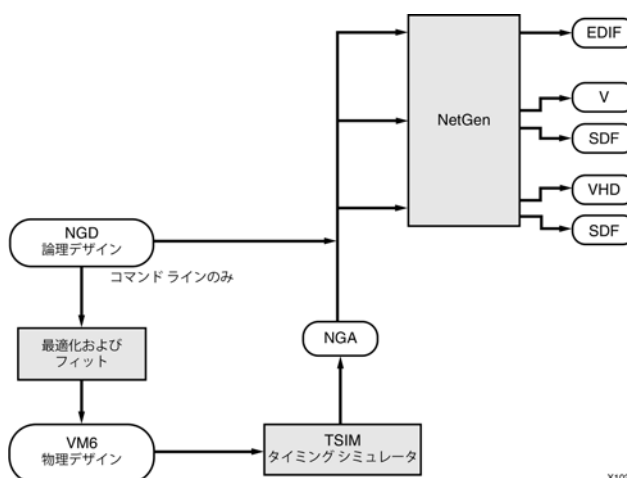 EDIF
V
NetGen
SDF
VHD
SDF
NGD
論理デザイン
コマンド ラインのみ
最適化および
フィット
NGA
VM6
物理デザイン
TSIM
タイミング シミュレータ